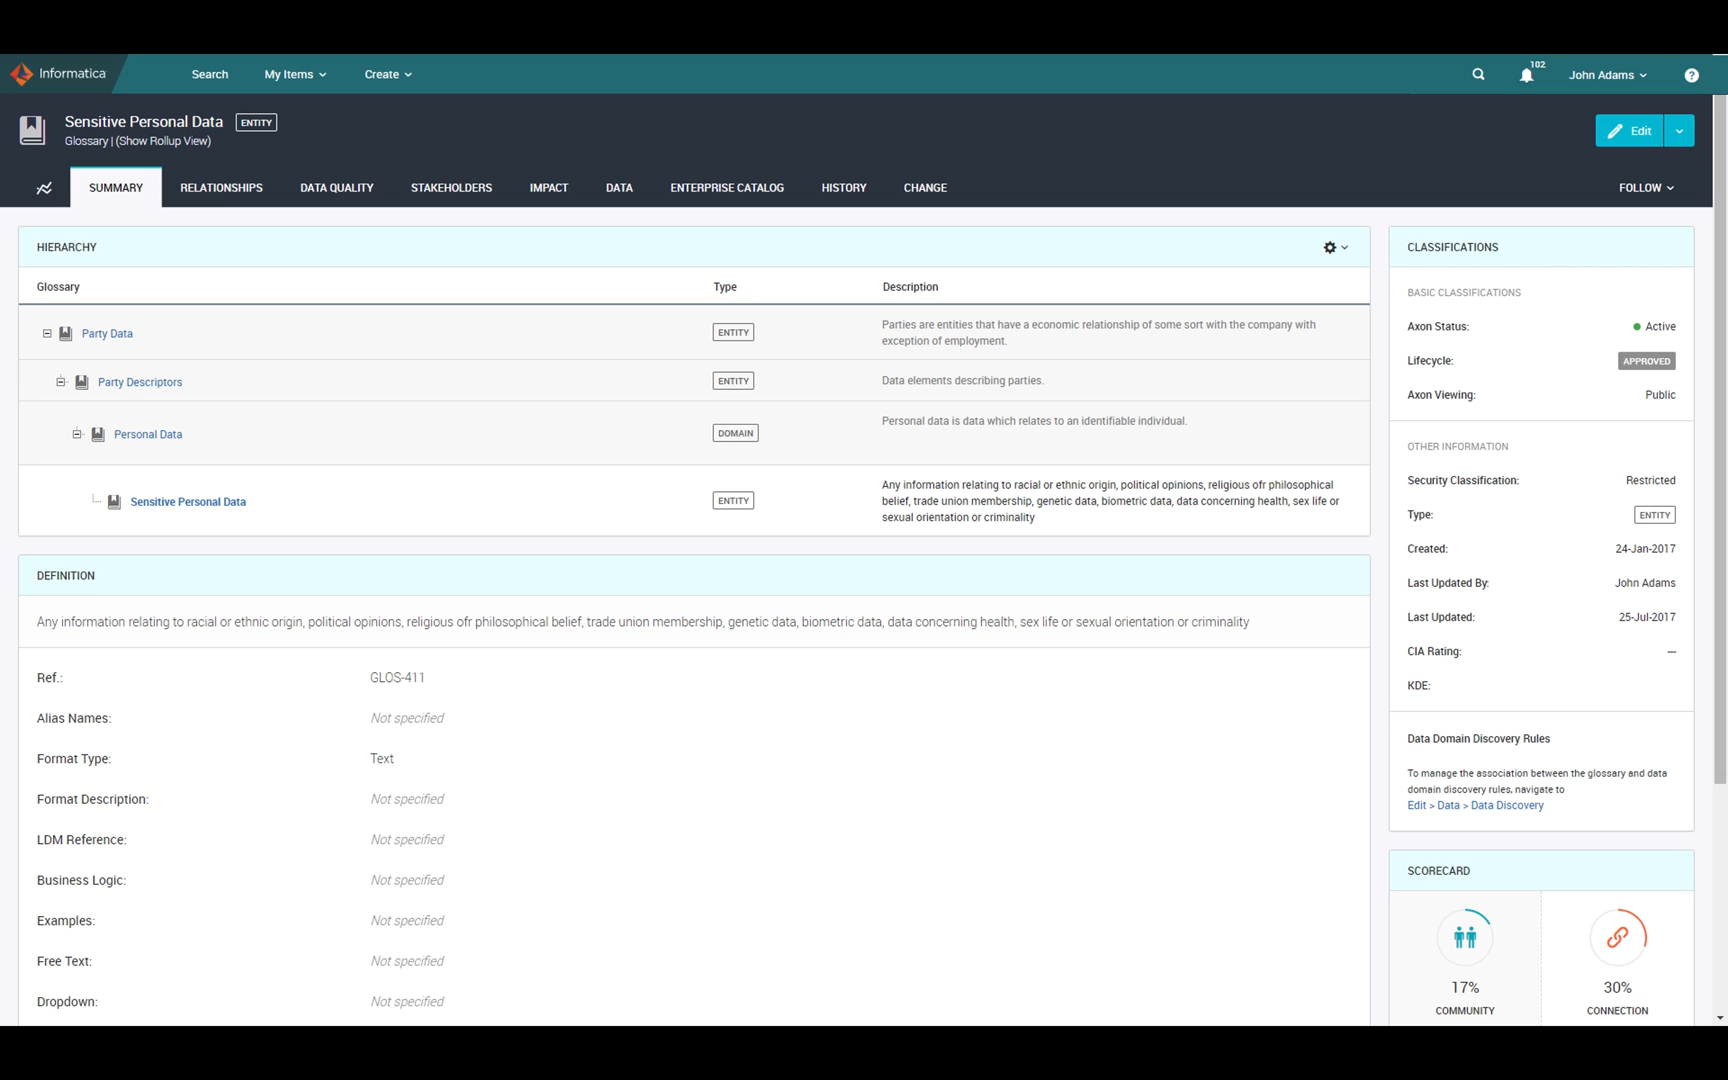 Informatica
Search
My Items
Create
102
John Adams
?
Sensitive Personal Data
ENTITY
Glossary | (Show Rollup View)
Edit
SUMMARY
RELATIONSHIPS
DATA QUALITY
STAKEHOLDERS
IMPACT
DATA
ENTERPRISE CATALOG
HISTORY
CHANGE
FOLLOW
HIERARCHY
Glossary
Type
Description
Party Data
ENTITY
Parties are entities that have a economic relationship of some sort with the company with
exception of employment.
Party Descriptors
ENTITY
Data elements describing parties.
Personal Data
DOMAIN
Personal data is data which relates to an identifiable individual.
Sensitive Personal Data
ENTITY
Any information relating to racial or ethnic origin, political opinions, religious ofr philosophical
belief, trade union membership, genetic data, biometric data, data concerning health, sex life or
sexual orientation or criminality
DEFINITION
Any information relating to racial or ethnic origin, political opinions, religious ofr philosophical belief, trade union membership, genetic data, biometric data, data concerning health, sex life or sexual orientation or criminality
Ref.: GLOS-411
Alias Names: Not specified
Format Type: Text
Format Description: Not specified
LDM Reference: Not specified
Business Logic: Not specified
Examples: Not specified
Free Text: Not specified
Dropdown: Not specified
CLASSIFICATIONS
BASIC CLASSIFICATIONS
Axon Status: Active
Lifecycle: APPROVED
Axon Viewing: Public
OTHER INFORMATION
Security Classification: Restricted
Type: ENTITY
Created: 24-Jan-2017
Last Updated By: John Adams
Last Updated: 25-Jul-2017
CIA Rating: ---
KDE:
Data Domain Discovery Rules
To manage the association between the glossary and data
domain discovery rules, navigate to
Edit > Data > Data Discovery
SCORECARD
17%
COMMUNITY
30%
CONNECTION